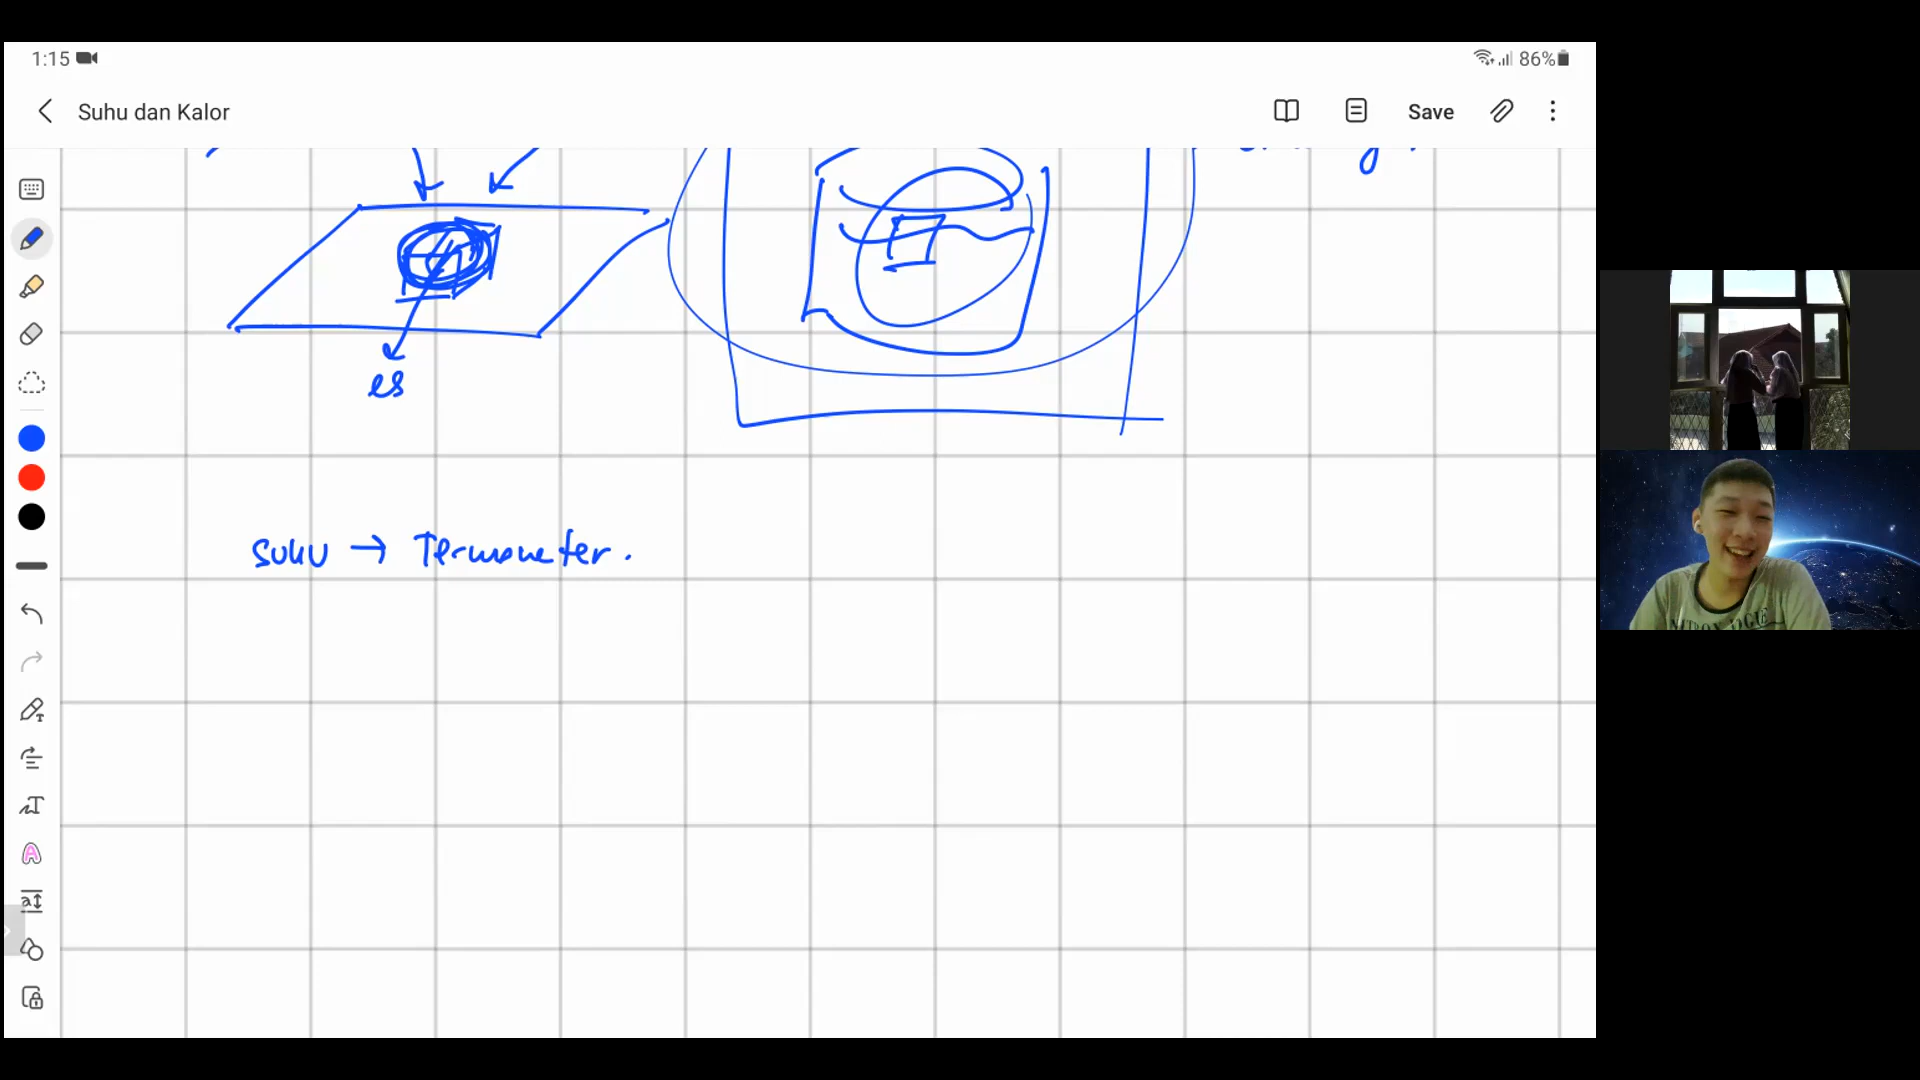 1:15
86%
Suhu dan Kalor
Save
es
suhu → Termometer.